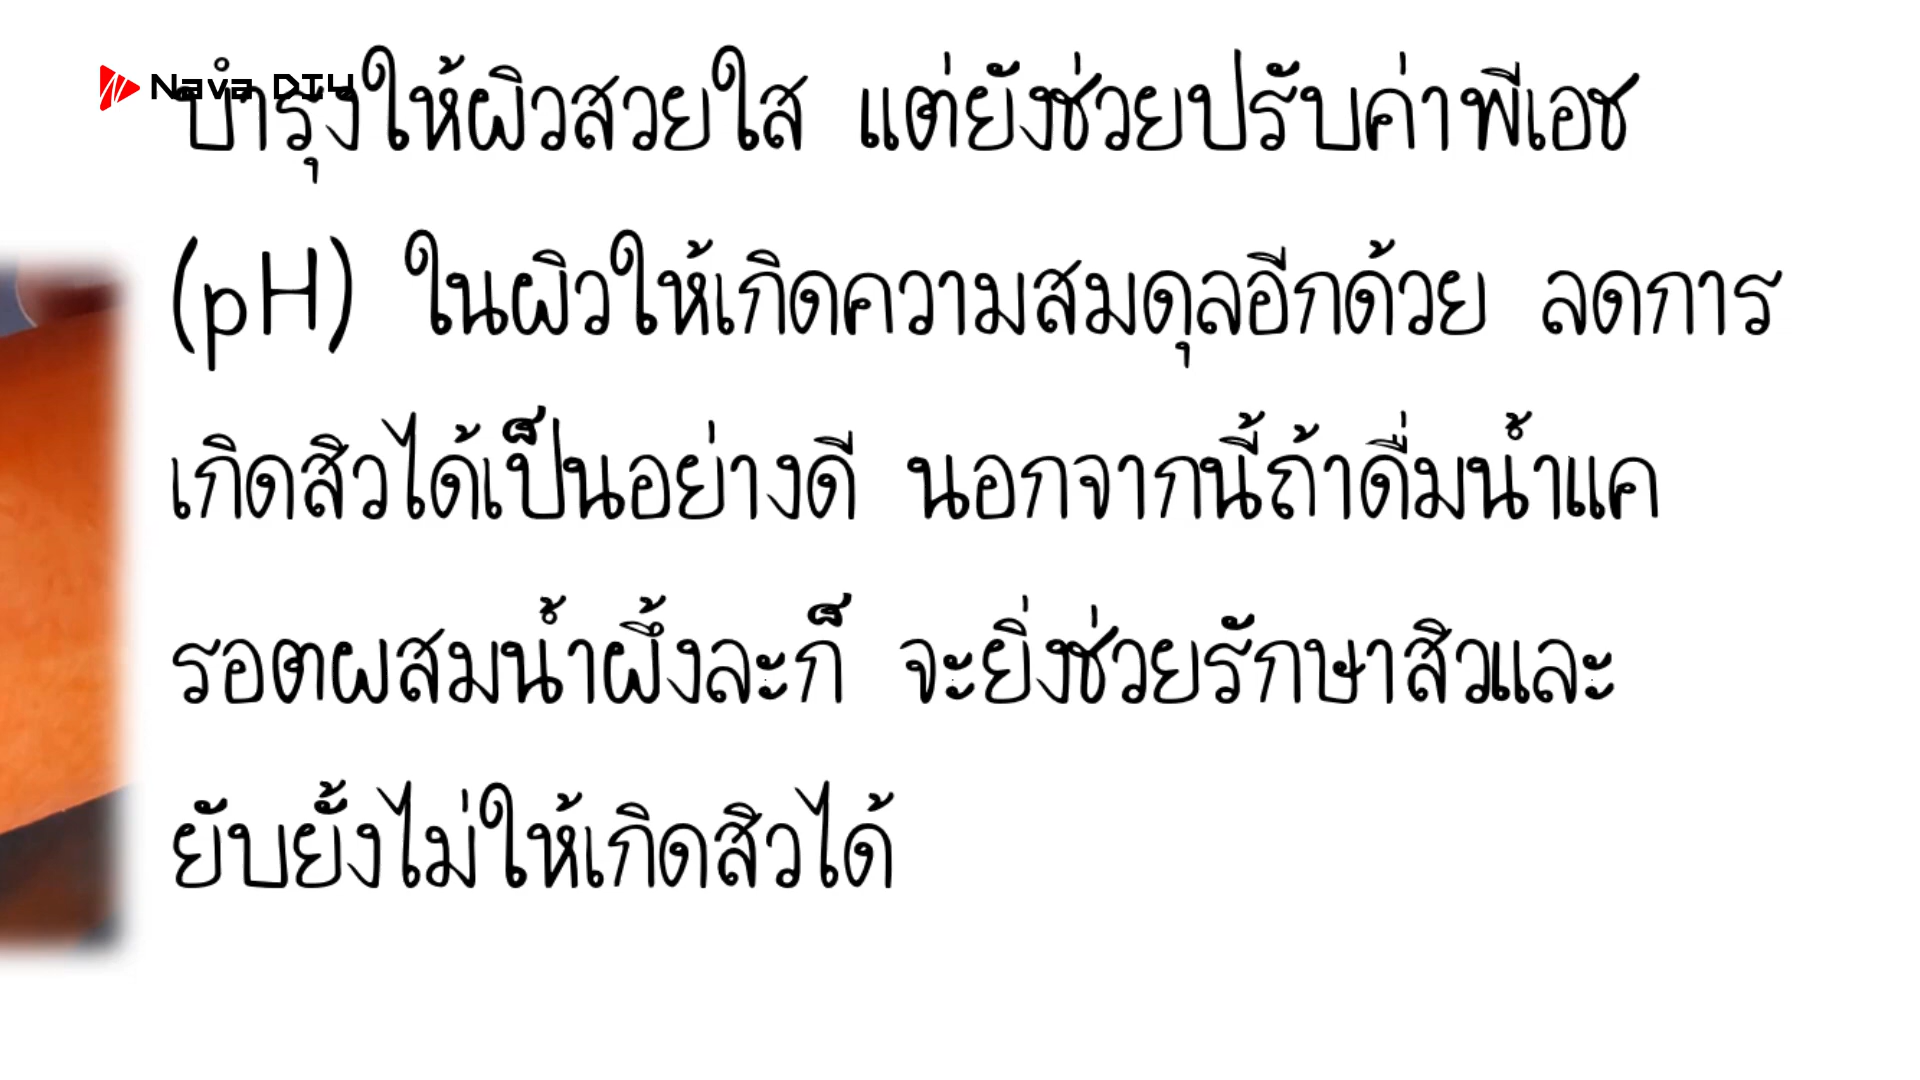 Nava DIY
บำรุงให้ผิวสวยใส แต่ยังช่วยปรับค่าพีเอช
(pH) ในผิวให้เกิดความสมดุลอีกด้วย ลดการ
เกิดสิวได้เป็นอย่างดี นอกจากนี้ถ้าดื่มน้ำแค
รอตผสมน้ำผึ้งละก็ จะยิ่งช่วยรักษาสิวและ
ยับยั้งไม่ให้เกิดสิวได้